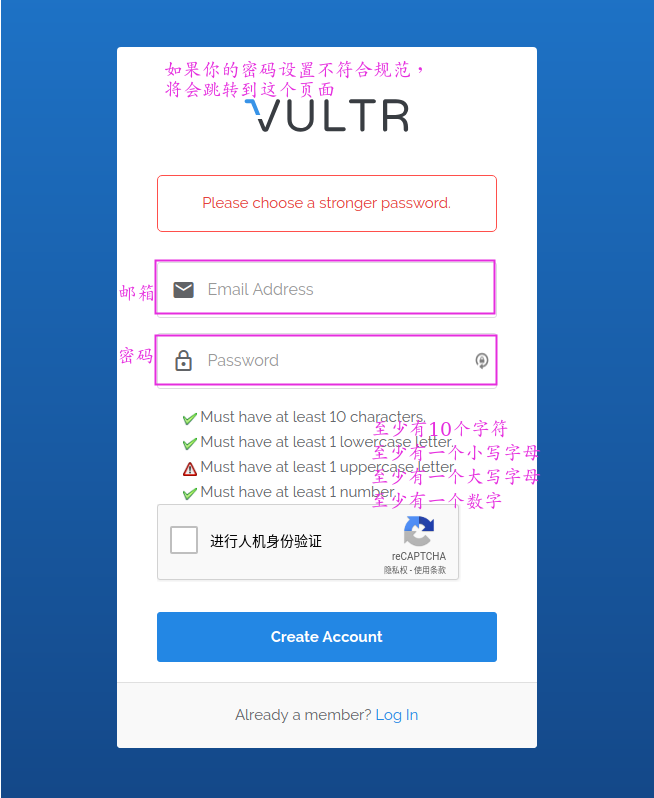 如果你的密码设置不符合规范，
将会跳转到这个页面
VULTR
Please choose a stronger password.
邮箱
Email Address
密码
Password
Must have at least 10 characters.
至少有10个字符
Must have at least 1 lowercase letter.
至少有一个小写字母
Must have at least 1 uppercase letter.
至少有一个大写字母
Must have at least 1 number.
至少有一个数字
进行人机身份验证
reCAPTCHA
隐私权 - 使用条款
Create Account
Already a member? Log In